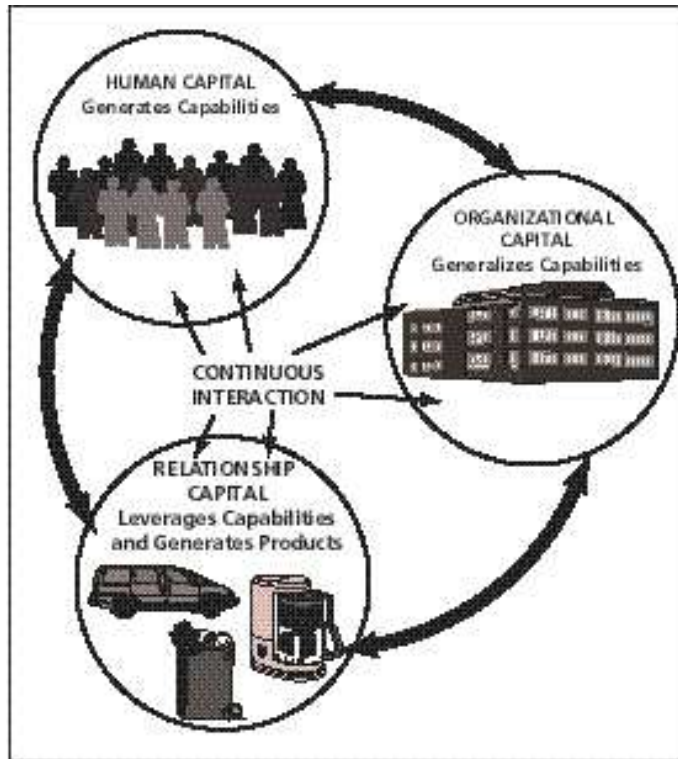 HUMAN CAPITAL
Generates Capabilities
ORGANIZATIONAL
CAPITAL
Generalizes Capabilities
CONTINUOUS
INTERACTION
RELATIONSHIP
CAPITAL
Leverages Capabilities
and Generates Products